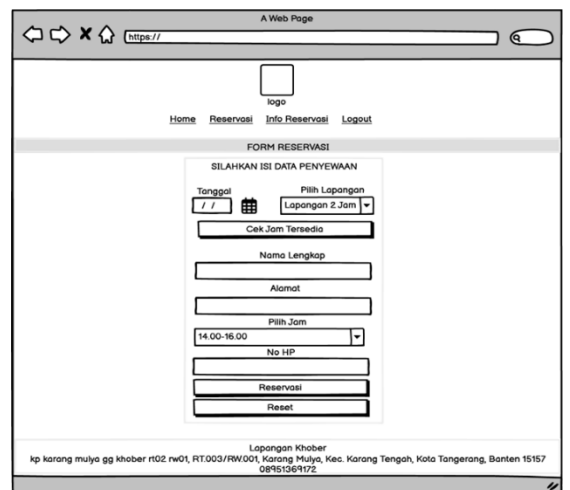 A Web Page
https://
logo
Home Reservasi Info Reservasi Logout
FORM RESERVASI
SILAHKAN ISI DATA PENYEWAAN
Tanggal Pilih Lapangan
/ / Lapangan 2 Jam
Cek Jam Tersedia
Nama Lengkap
Alamat
Pilih Jam
14.00-16.00
No HP
Reservasi
Reset
Lapangan Khober
kp karang mulya gg khober rt02 rw01, RT.003/RW.001, Karang Mulya, Kec. Karang Tengah, Kota Tangerang, Banten 15157
08951369172